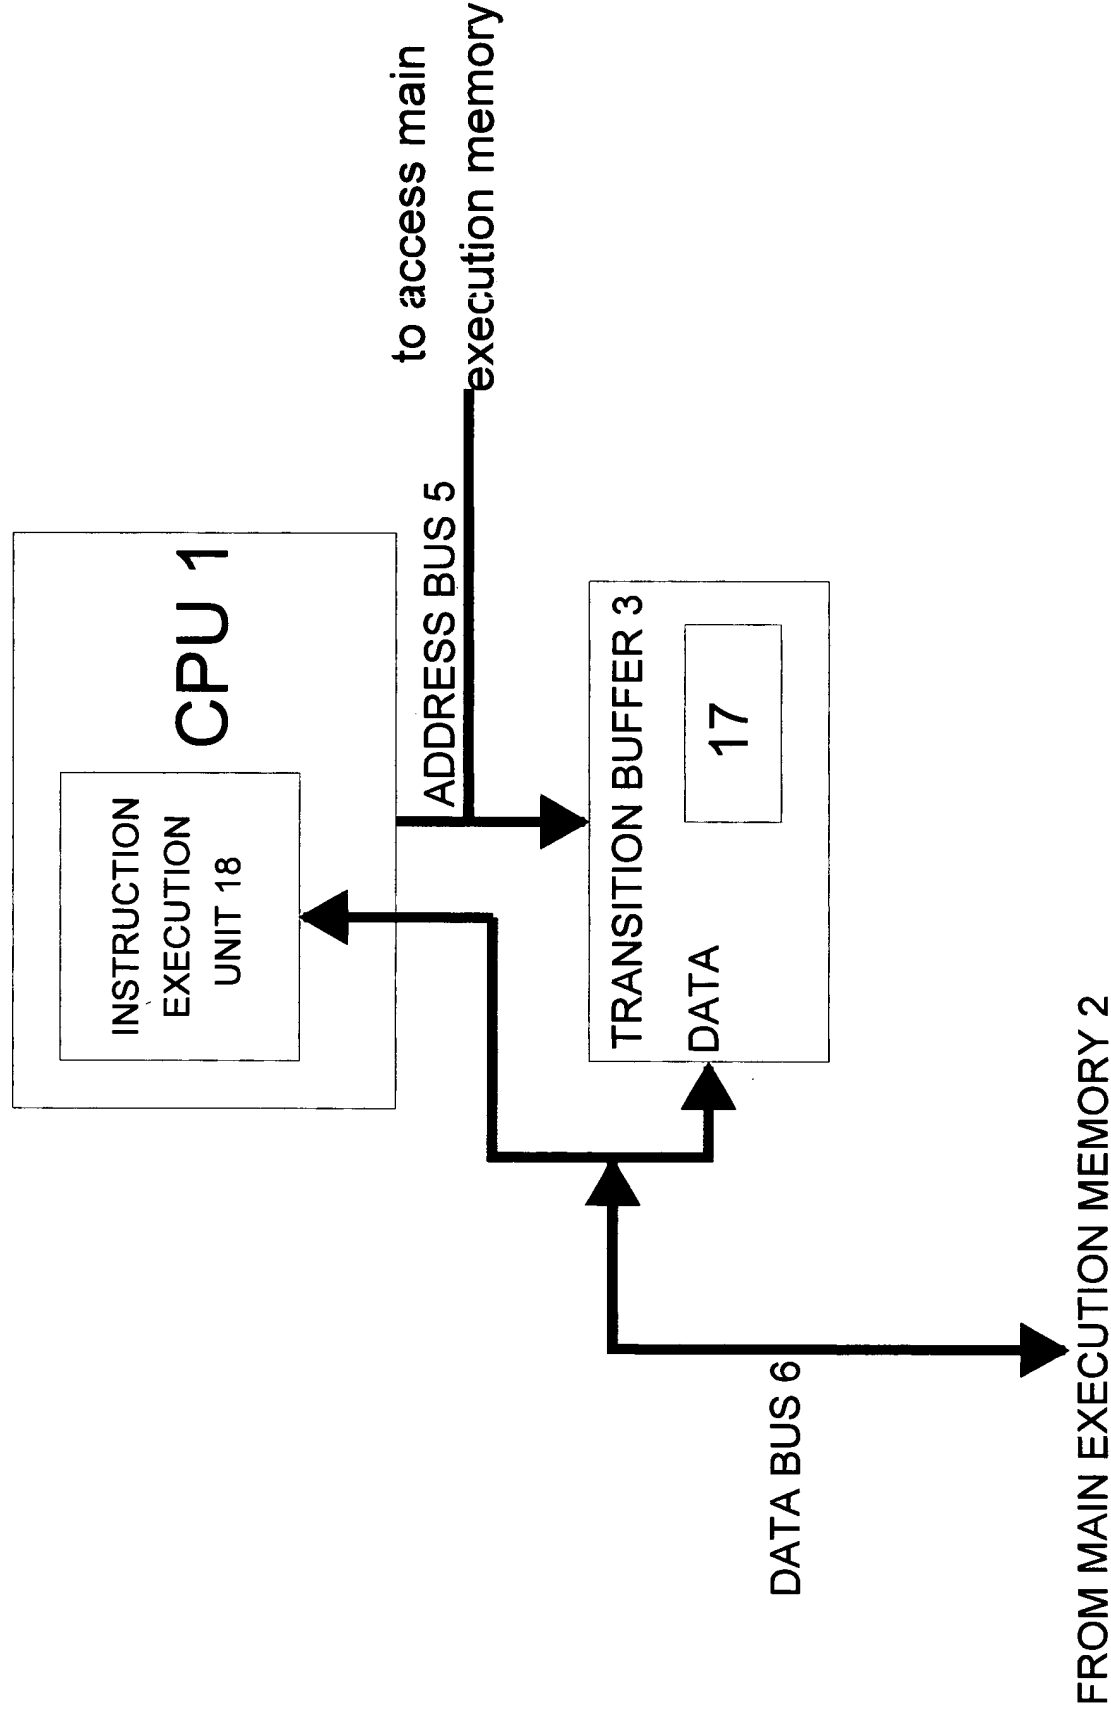 INSTRUCTION
EXECUTION
UNIT 18
CPU 1
to access main
execution memory
ADDRESS BUS 5
TRANSITION BUFFER 3
DATA
17
DATA BUS 6
FROM MAIN EXECUTION MEMORY 2